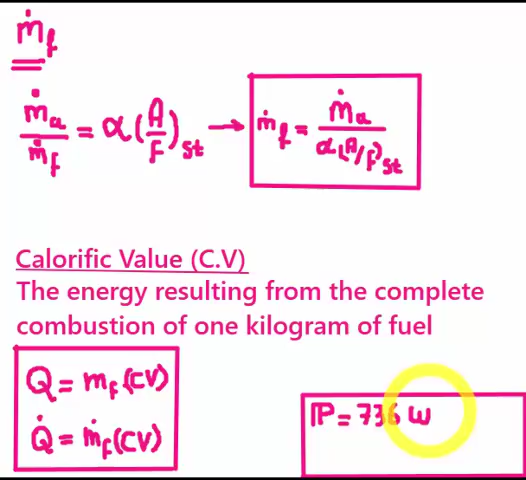 ṁf
ṁa/ṁf = α(A/F)st → ṁf = ṁa/α(A/F)st
Calorific Value (C.V)
The energy resulting from the complete
combustion of one kilogram of fuel
Q = mf(CV)
Q̇ = ṁf(CV)
IP = 736 w